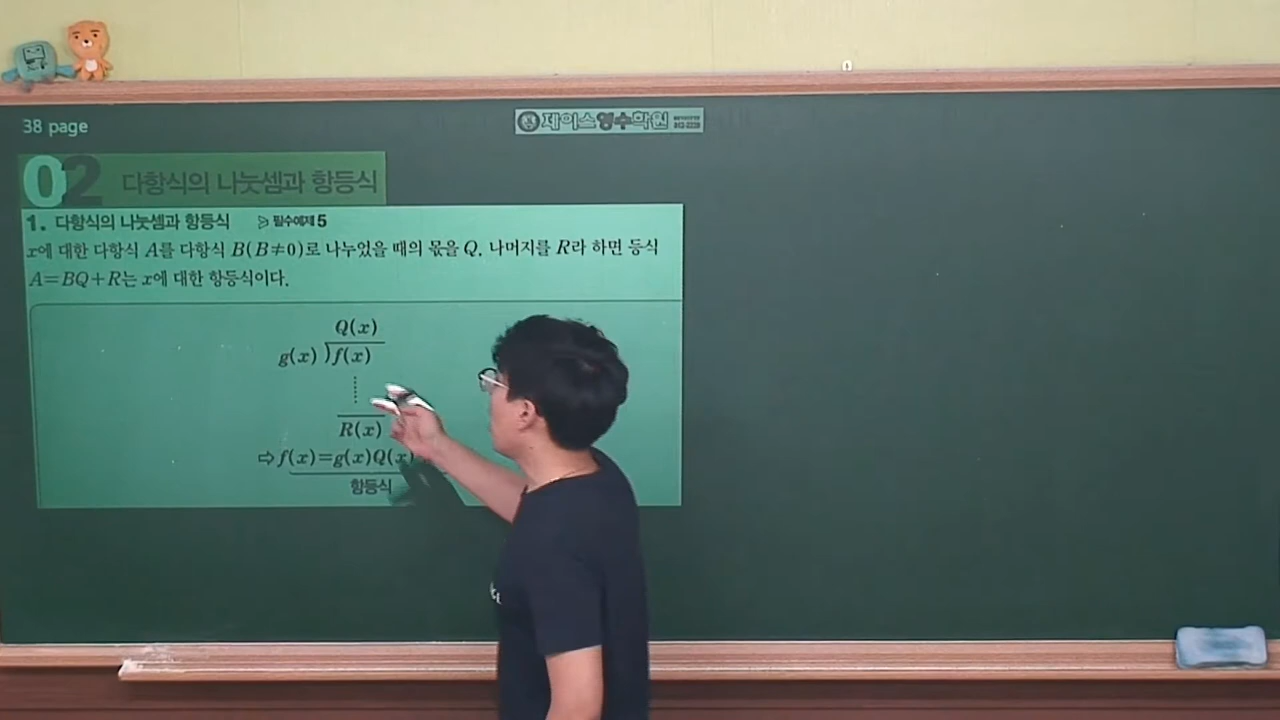 38 page
제이스영수학원
02 다항식의 나눗셈과 항등식
1. 다항식의 나눗셈과 항등식 ≫ 필수예제 5
x에 대한 다항식 A를 다항식 B(B≠0)로 나누었을 때의 몫을 Q, 나머지를 R라 하면 등식
A=BQ+R는 x에 대한 항등식이다.
Q(x)
g(x) ) f(x)
R(x)
⇨ f(x)=g(x)Q(x)
항등식